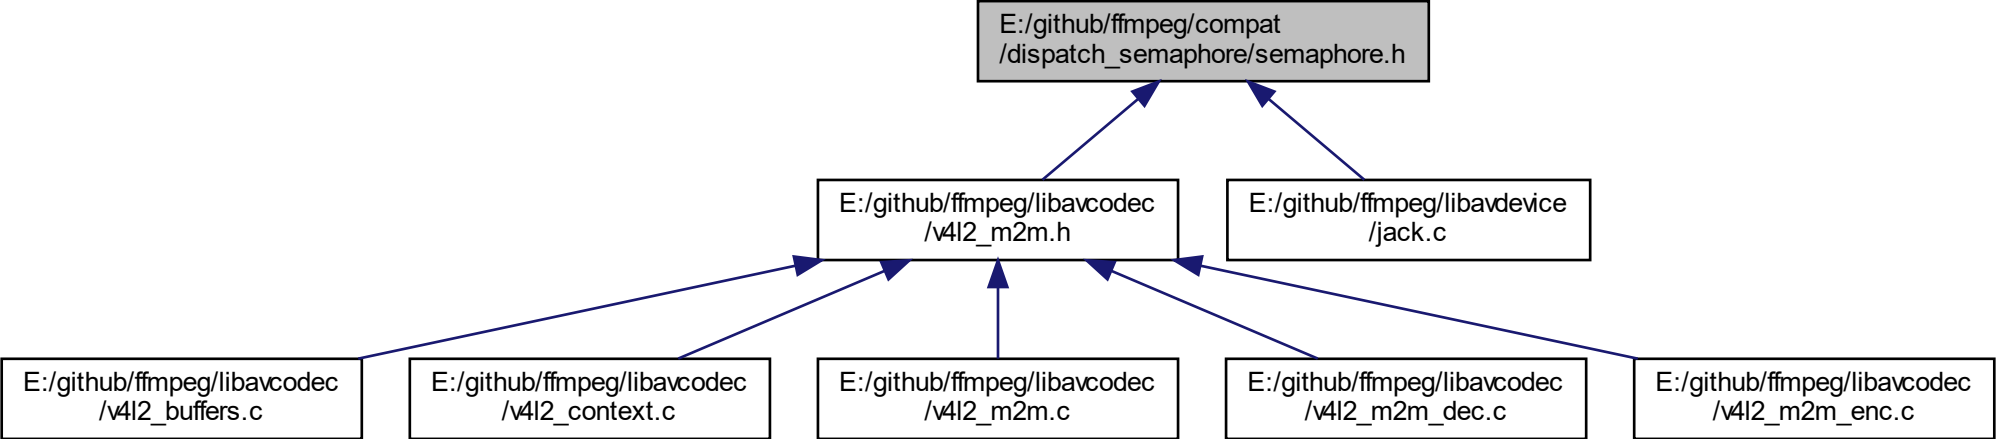 E:/github/ffmpeg/compat
/dispatch_semaphore/semaphore.h
E:/github/ffmpeg/libavcodec
/v4l2_m2m.h
E:/github/ffmpeg/libavdevice
/jack.c
E:/github/ffmpeg/libavcodec
/v4l2_buffers.c
E:/github/ffmpeg/libavcodec
/v4l2_context.c
E:/github/ffmpeg/libavcodec
/v4l2_m2m.c
E:/github/ffmpeg/libavcodec
/v4l2_m2m_dec.c
E:/github/ffmpeg/libavcodec
/v4l2_m2m_enc.c